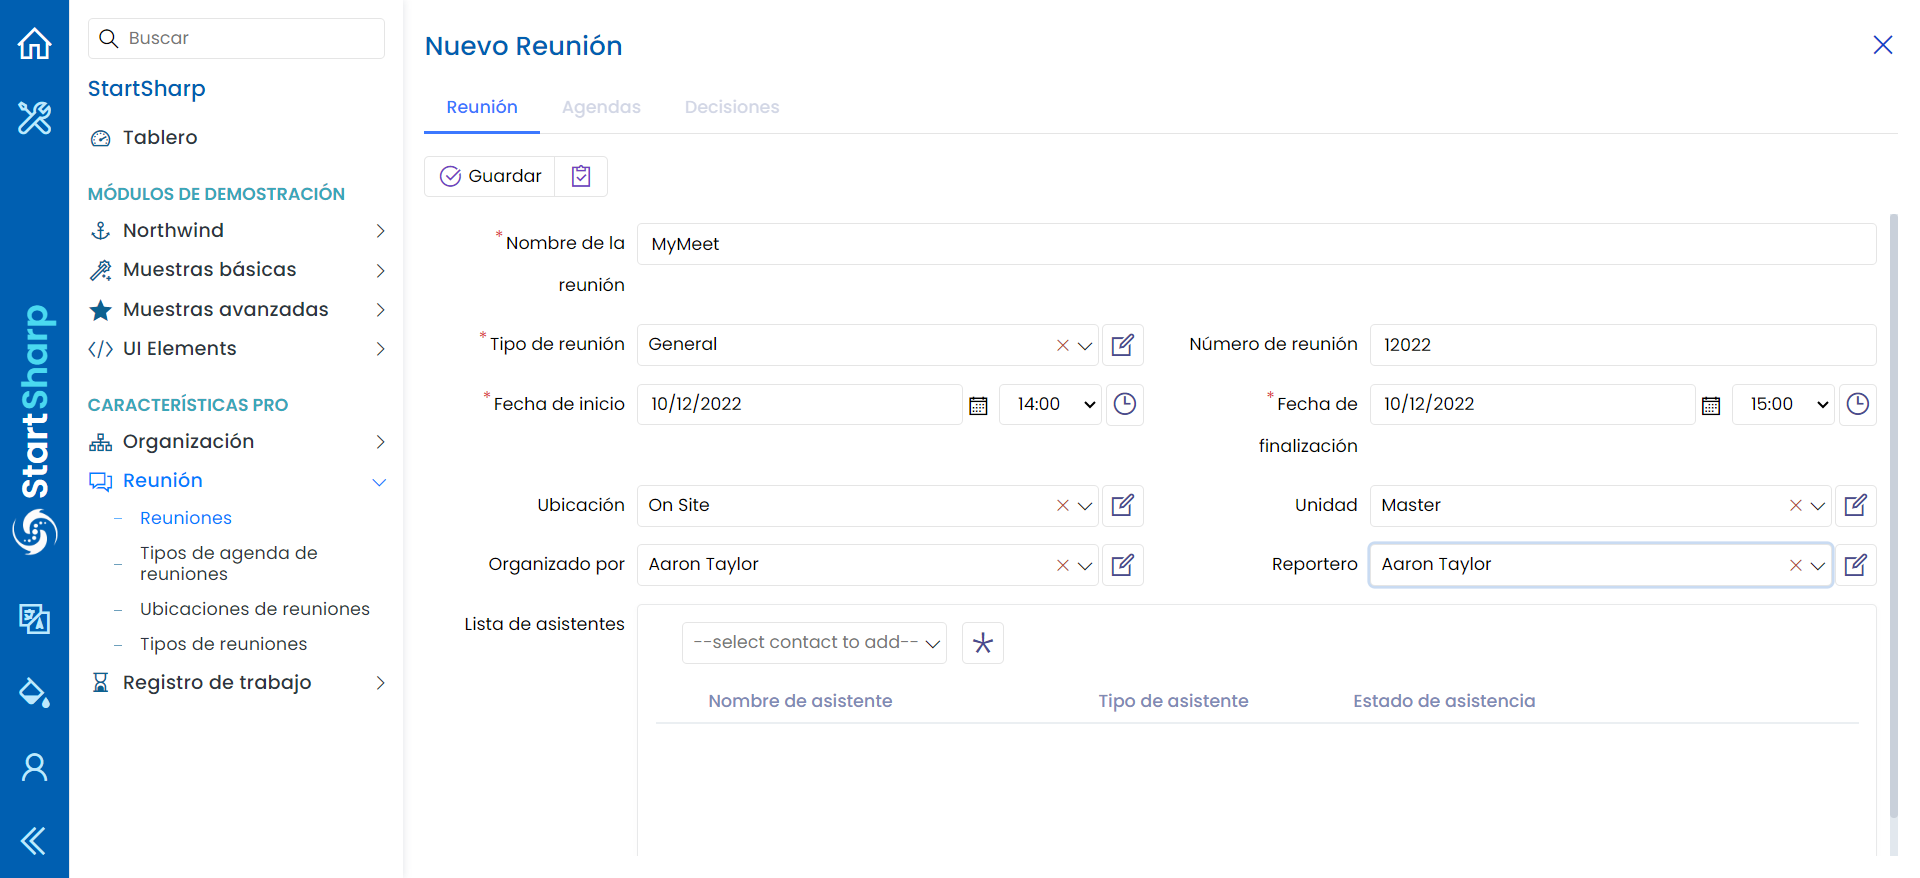 Buscar
StartSharp
Tablero
MÓDULOS DE DEMOSTRACIÓN
Northwind
Muestras básicas
Muestras avanzadas
UI Elements
CARACTERÍSTICAS PRO
Organización
Reunión
Reuniones
Tipos de agenda de
reuniones
Ubicaciones de reuniones
Tipos de reuniones
Registro de trabajo
StartSharp
Nuevo Reunión
Reunión Agendas Decisiones
Guardar
*Nombre de la
reunión
MyMeet
*Tipo de reunión General
Número de reunión 12022
*Fecha de inicio 10/12/2022 14:00
*Fecha de
finalización
10/12/2022 15:00
Ubicación On Site
Unidad Master
Organizado por Aaron Taylor
Reportero Aaron Taylor
Lista de asistentes
--select contact to add--
Nombre de asistente Tipo de asistente Estado de asistencia